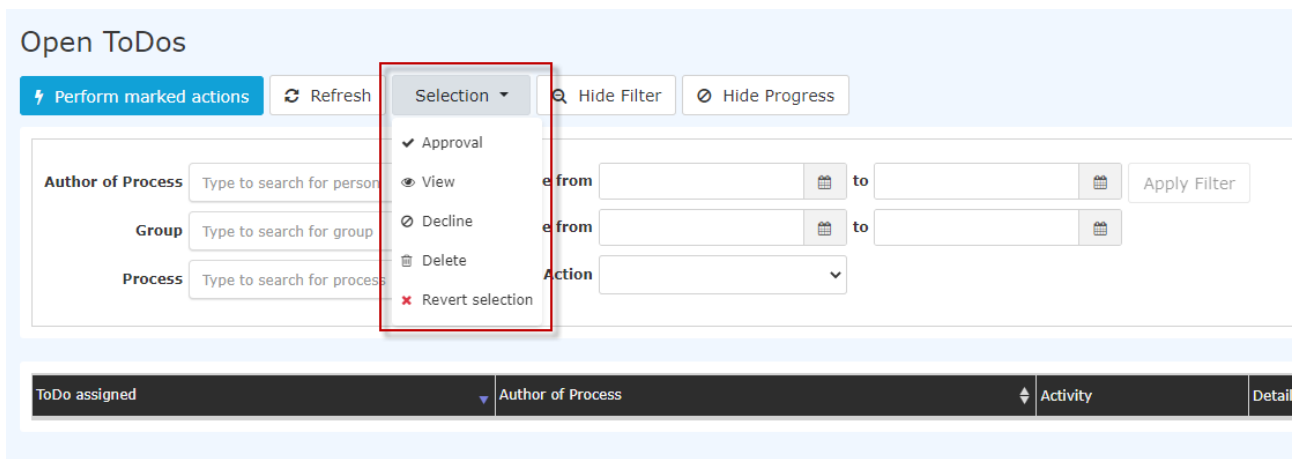 Open ToDos
Perform marked actions Refresh Selection Hide Filter Hide Progress
Approval
View
Decline
Delete
Revert selection
Author of Process Type to search for person e from to Apply Filter
Group Type to search for group e from to
Process Type to search for process Action
ToDo assigned Author of Process Activity Detail